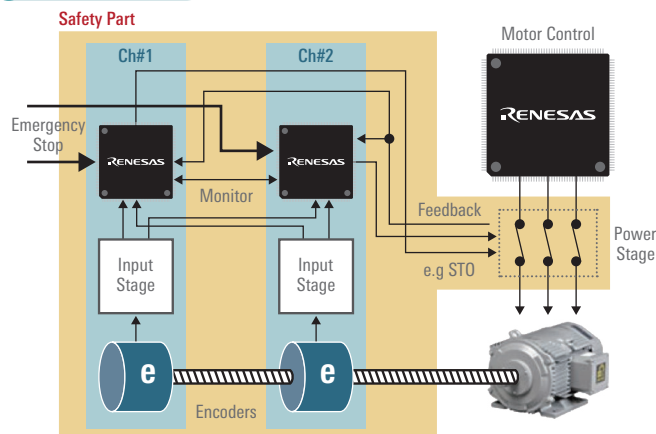 Safety Part
Ch#1
Ch#2
Motor Control
RENESAS
Emergency
Stop
RENESAS
RENESAS
Monitor
Feedback
Power
Stage
e.g STO
Input
Stage
Input
Stage
e
e
Encoders